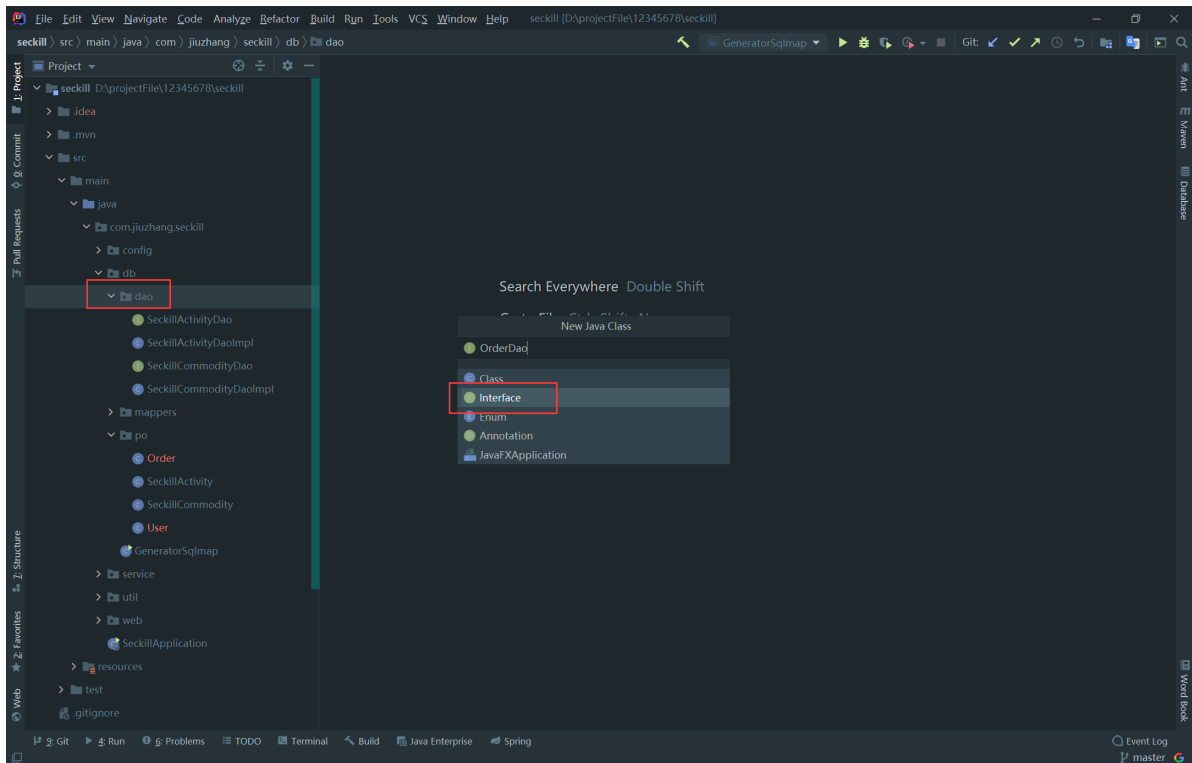 File Edit View Navigate Code Analyze Refactor Build Run Tools VCS Window Help seckill [D:\projectFile\12345678\seckill]
seckill 〉 src 〉 main 〉 java 〉 com 〉 jiuzhang 〉 seckill 〉 db 〉 dao
GeneratorSqlmap
Git:
Project
seckill D:\projectFile\12345678\seckill
.idea
.mvn
src
main
java
com.jiuzhang.seckill
config
db
dao
SeckillActivityDao
SeckillActivityDaoImpl
SeckillCommodityDao
SeckillCommodityDaoImpl
mappers
po
Order
SeckillActivity
SeckillCommodity
User
GeneratorSqlmap
service
util
web
SeckillApplication
resources
test
.gitignore
1: Project
0: Commit
Pull Requests
7: Structure
2: Favorites
Web
Search Everywhere Double Shift
New Java Class
OrderDao
Class
Interface
Enum
Annotation
JavaFXApplication
Ant
Maven
Database
Word Book
9: Git 4: Run 6: Problems TODO Terminal Build Java Enterprise Spring
Event Log
master